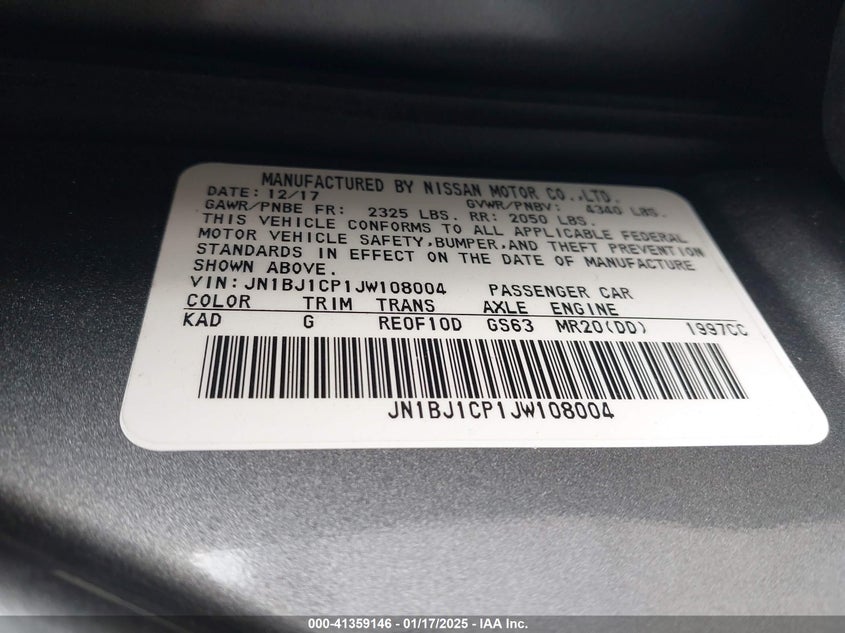 MANUFACTURED BY NISSAN MOTOR CO.,LTD.
DATE: 12/17 GVWR/PNBV: 4340 LBS.
GAWR/PNBE FR: 2325 LBS. RR: 2050 LBS.
THIS VEHICLE CONFORMS TO ALL APPLICABLE FEDERAL
MOTOR VEHICLE SAFETY,BUMPER,AND THEFT PREVENTION
STANDARDS IN EFFECT ON THE DATE OF MANUFACTURE
SHOWN ABOVE.
VIN: JN1BJ1CP1JW108004 PASSENGER CAR
COLOR TRIM TRANS AXLE ENGINE
KAD G RE0F10D GS63 MR20(DD) 1997CC
JN1BJ1CP1JW108004
000-41359146 - 01/17/2025 - IAA Inc.